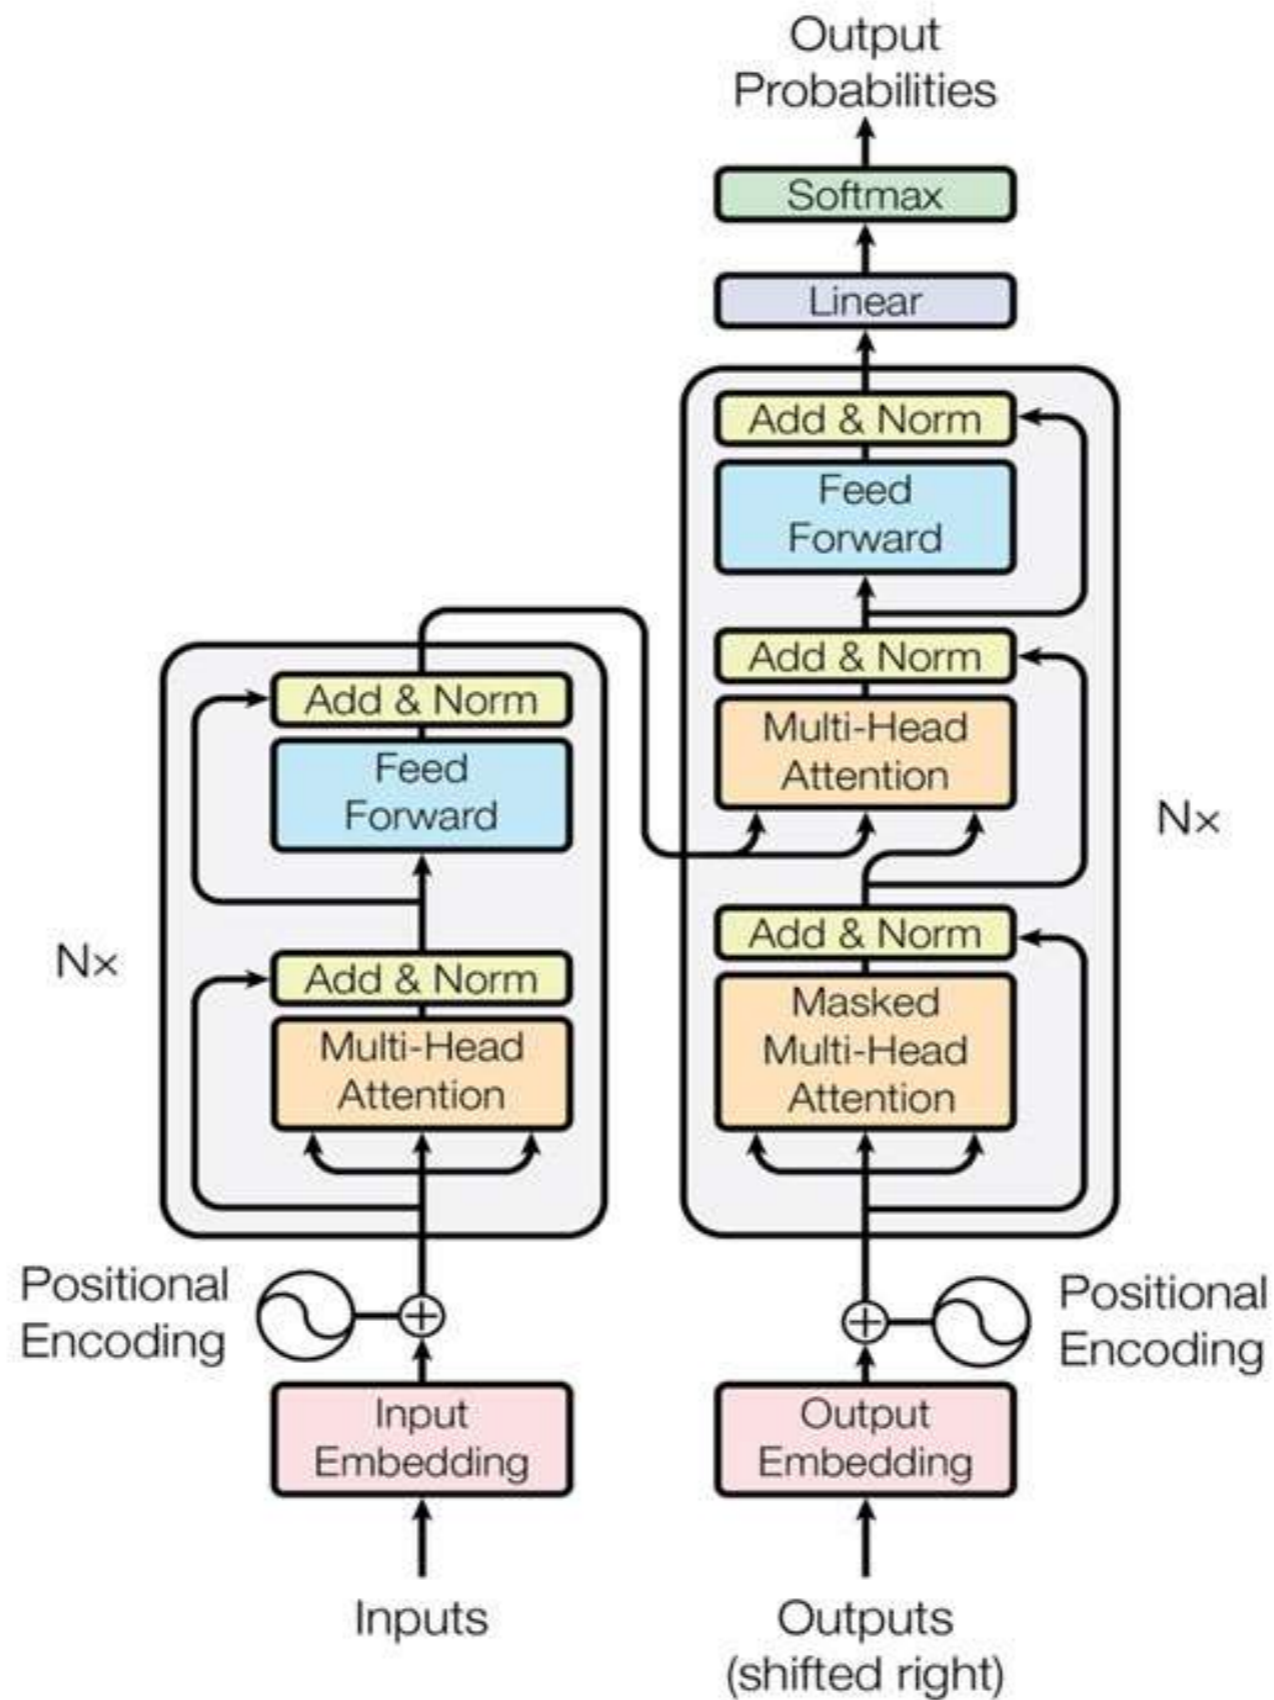 Output
Probabilities
Softmax
Linear
Add & Norm
Feed
Forward
Add & Norm
Multi-Head
Attention
Nx
Add & Norm
Masked
Multi-Head
Attention
Add & Norm
Feed
Forward
Nx
Add & Norm
Multi-Head
Attention
Positional
Encoding
Positional
Encoding
Input
Embedding
Output
Embedding
Inputs
Outputs
(shifted right)